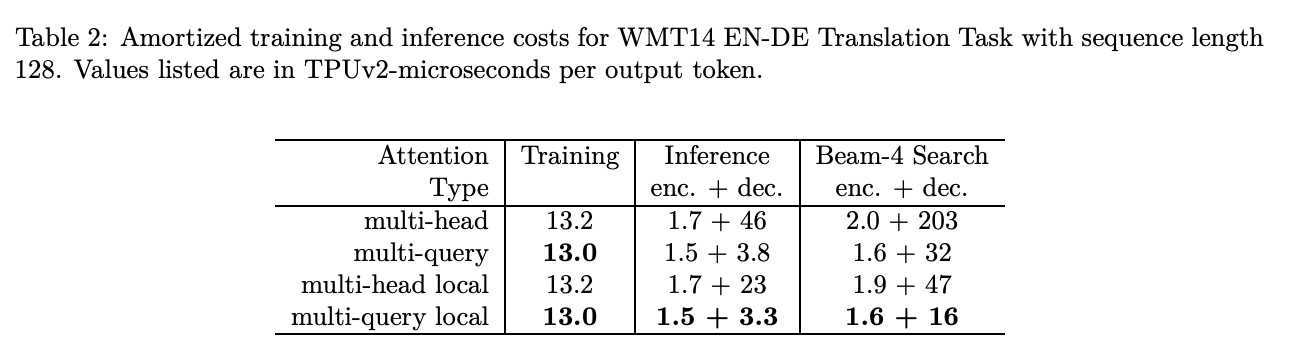 Table 2: Amortized training and inference costs for WMT14 EN-DE Translation Task with sequence length
128. Values listed are in TPUv2-microseconds per output token.
Attention Training Inference Beam-4 Search
Type enc. + dec. enc. + dec.
multi-head 13.2 1.7 + 46 2.0 + 203
multi-query 13.0 1.5 + 3.8 1.6 + 32
multi-head local 13.2 1.7 + 23 1.9 + 47
multi-query local 13.0 1.5 + 3.3 1.6 + 16